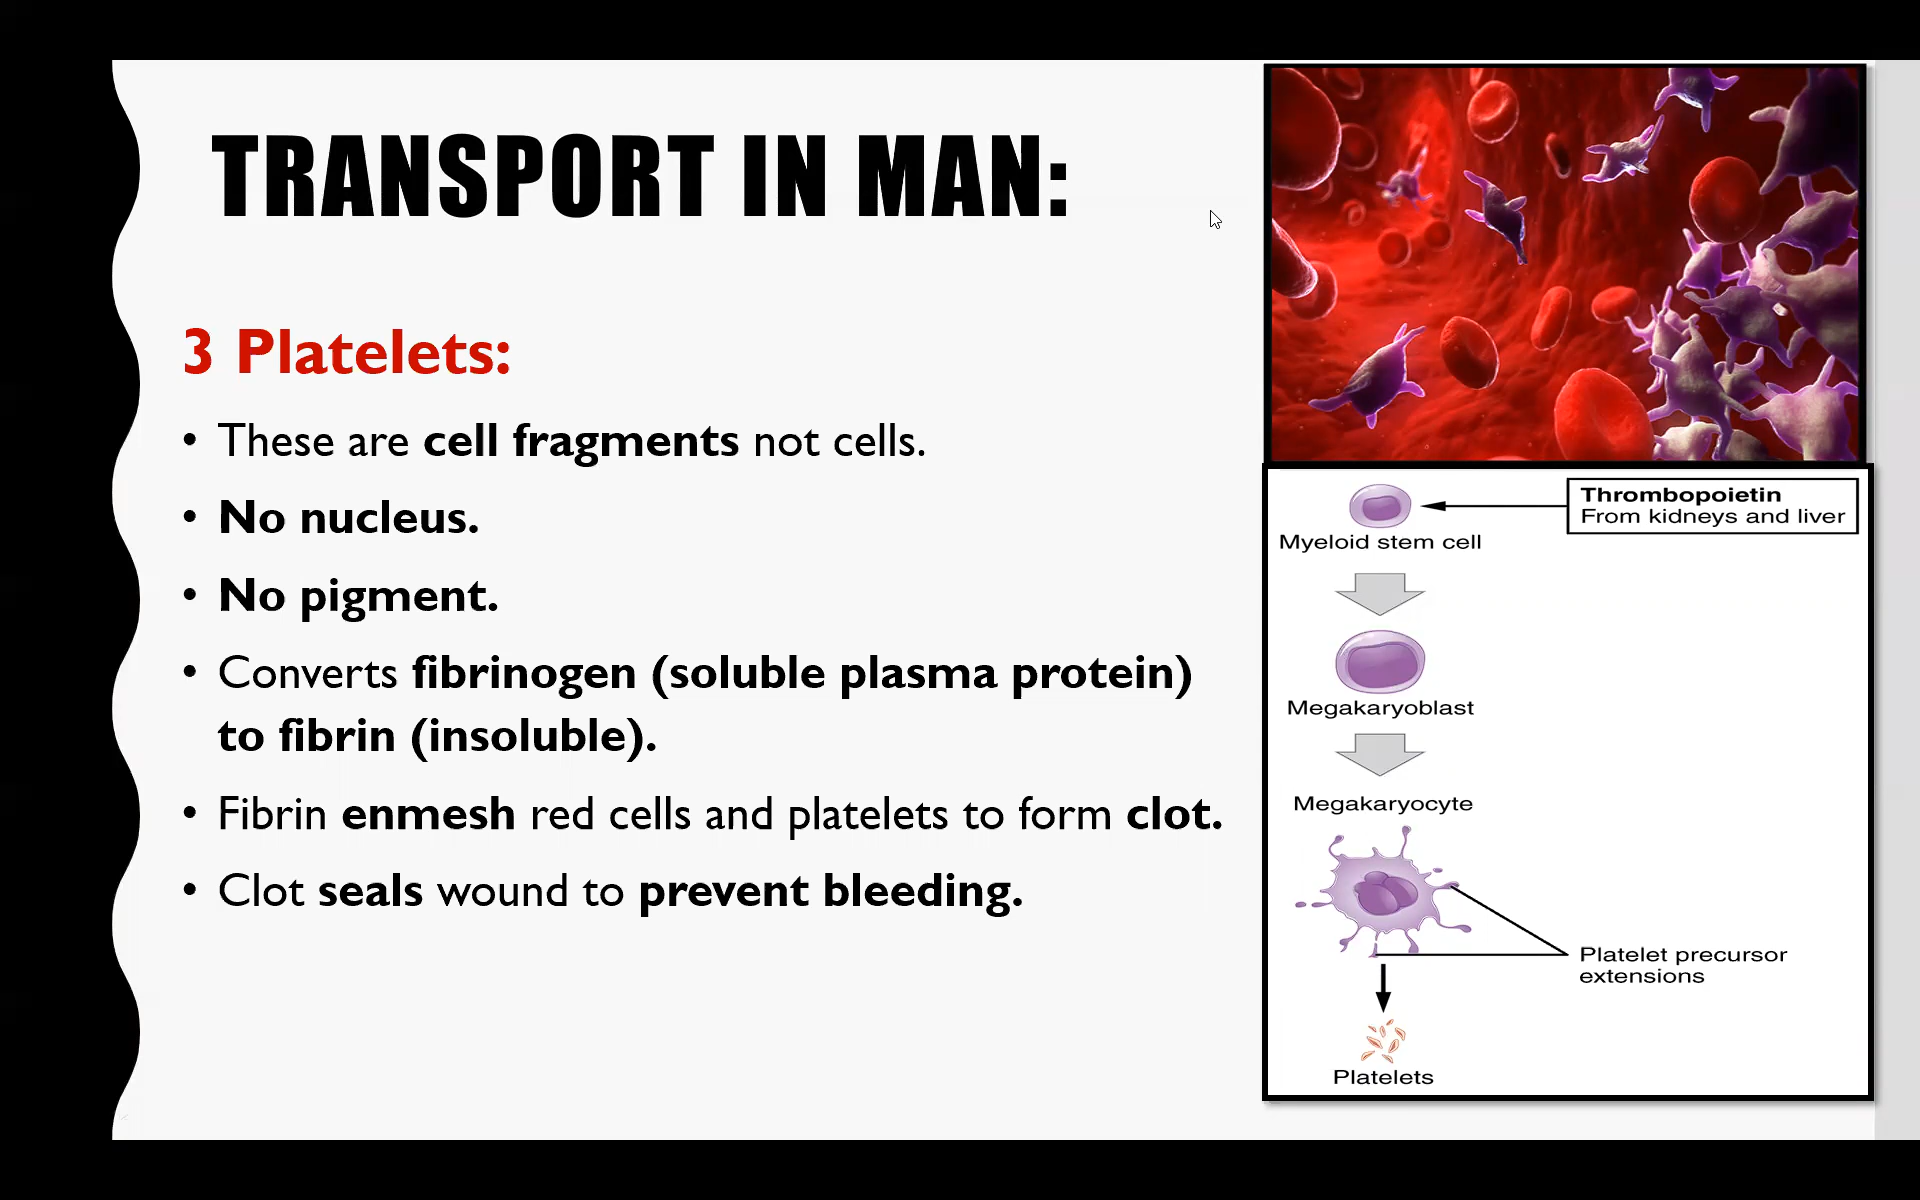 TRANSPORT IN MAN:
3 Platelets:
• These are cell fragments not cells.
• No nucleus.
• No pigment.
• Converts fibrinogen (soluble plasma protein)
to fibrin (insoluble).
• Fibrin enmesh red cells and platelets to form clot.
• Clot seals wound to prevent bleeding.
Thrombopoietin
From kidneys and liver
Myeloid stem cell
Megakaryoblast
Megakaryocyte
Platelet precursor
extensions
Platelets